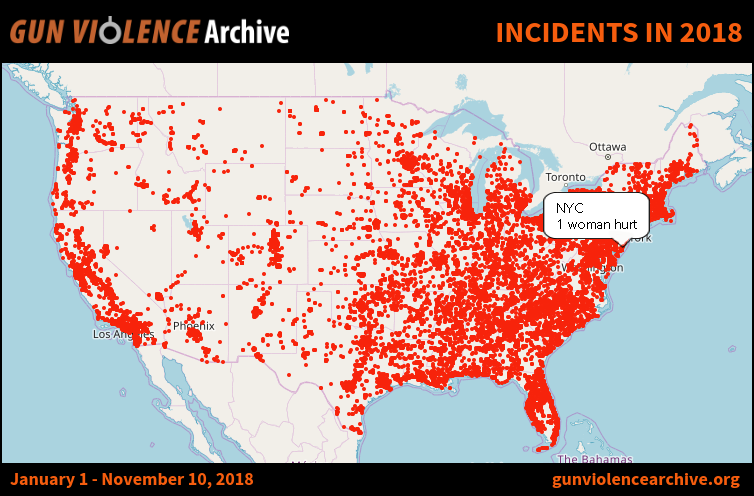 GUN VIOLENCE Archive
INCIDENTS IN 2018
Ottawa
Toronto
NYC
1 woman hurt
Washington
Phoenix
Los Angeles
The Bahamas
January 1 - November 10, 2018
gunviolencearchive.org